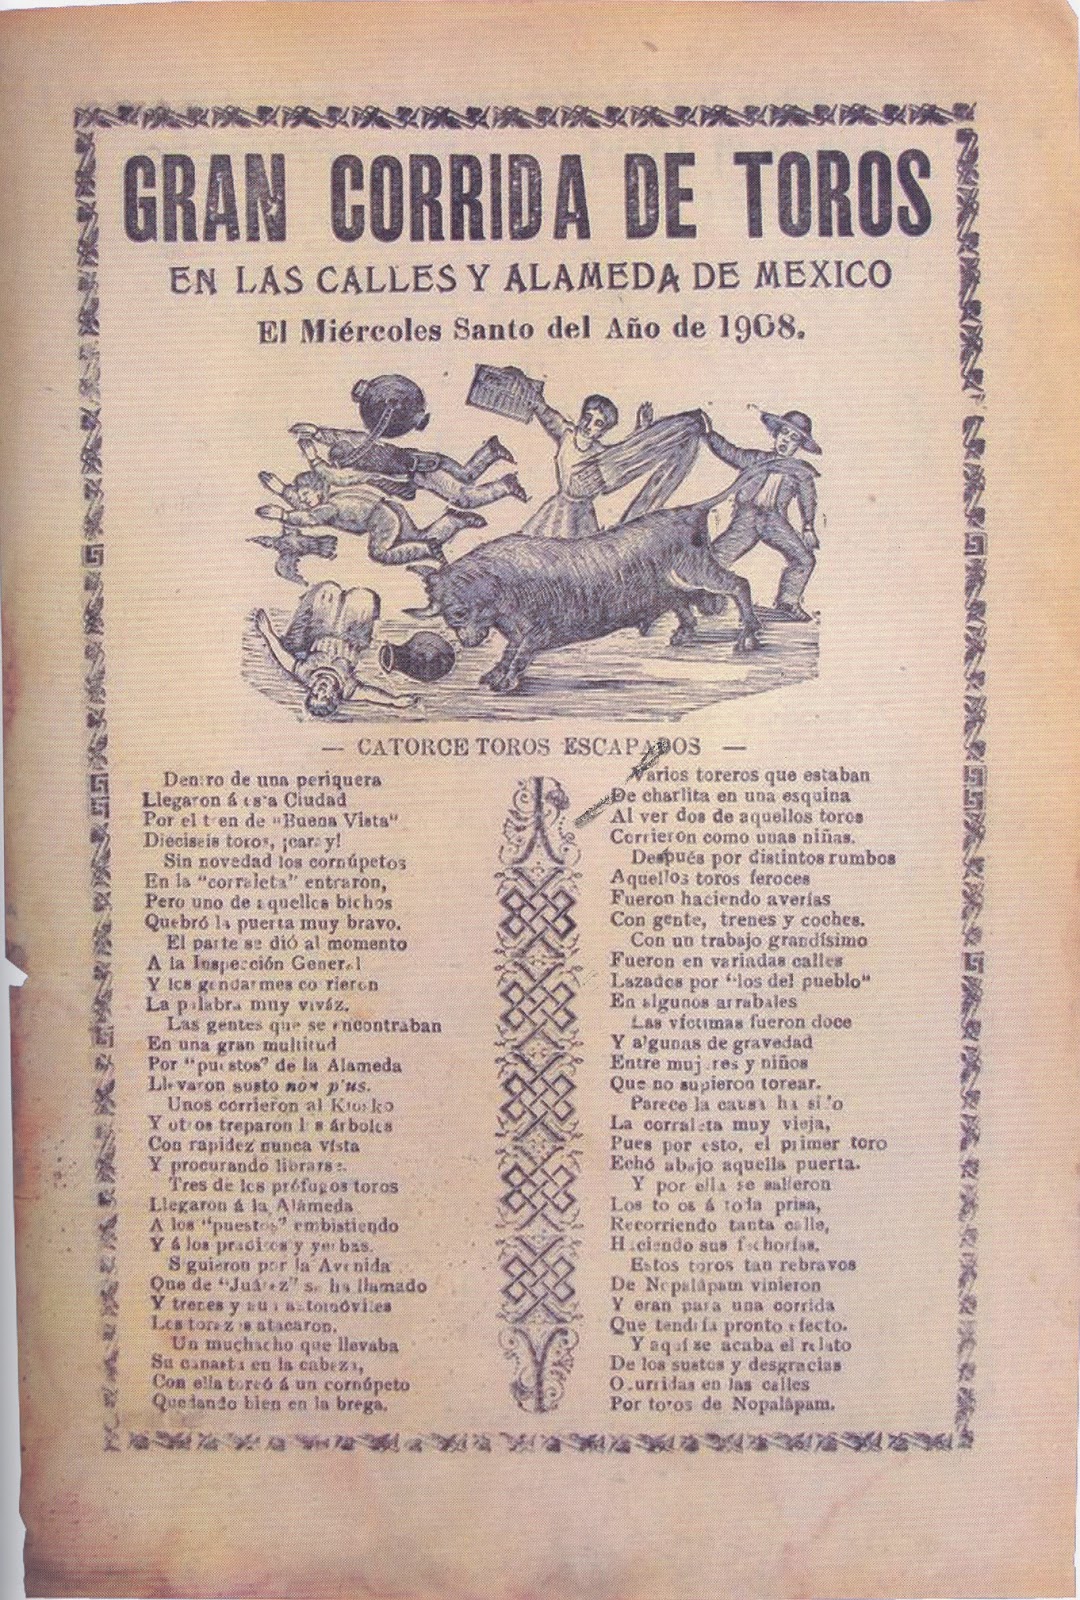 GRAN CORRIDA DE TOROS
EN LAS CALLES Y ALAMEDA DE MEXICO
El Miércoles Santo del Año de 1908.
— CATORCE TOROS ESCAPADOS —
Dentro de una periquera
Llegaron á esta Ciudad
Por el tren de "Buena Vista"
Dieciseis toros, ¡caray!
Sin novedad los cornúpetos
En la "corraleta" entraron,
Pero uno de aquellos bichos
Quebró la puerta muy bravo.
El parte se dió al momento
A la Inspección General
Y los gendarmes corrieron
La palabra muy viváz.
Las gentes que se encontraban
En una gran multitud
Por "puestos" de la Alameda
Llevaron susto non p'us.
Unos corrieron al Kiosko
Y otros treparon los árboles
Con rapidez nunca vista
Y procurando librarse.
Tres de los prófugos toros
Llegaron á la Alameda
A los "puestos" embistiendo
Y á los prados y yerbas.
Siguieron por la Avenida
Que de "Juárez" se ha llamado
Y trenes y aun automóviles
Los torazos atacaron.
Un muchacho que llevaba
Su canasta en la cabeza,
Con ella toreó á un cornúpeto
Quedando bien en la brega.
Varios toreros que estaban
De charlita en una esquina
Al ver dos de aquellos toros
Corrieron como unas niñas.
Después por distintos rumbos
Aquellos toros feroces
Fueron haciendo averías
Con gente, trenes y coches.
Con un trabajo grandísimo
Fueron en variadas calles
Lazados por "los del pueblo"
En algunos arrabales
Las víctimas fueron doce
Y algunas de gravedad
Entre mujeres y niños
Que no supieron torear.
Parece la causa ha sido
La corraleta muy vieja,
Pues por esto, el primer toro
Echó abajo aquella puerta.
Y por ella se salieron
Los toros á toda prisa,
Recorriendo tanta calle,
Haciendo sus fechorías.
Estos toros tan rebravos
De Nopalápam vinieron
Y eran para una corrida
Que tendría pronto efecto.
Y aquí se acaba el relato
De los sustos y desgracias
Ocurridas en las calles
Por toros de Nopalápam.